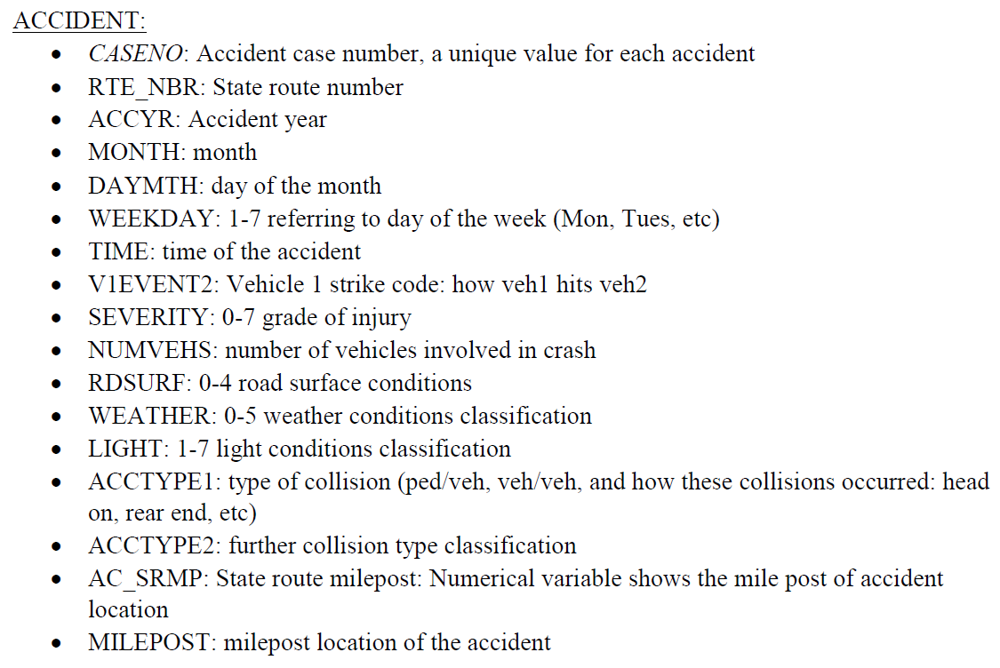 ACCIDENT:
• CASENO: Accident case number, a unique value for each accident
• RTE_NBR: State route number
• ACCYR: Accident year
• MONTH: month
• DAYMTH: day of the month
• WEEKDAY: 1-7 referring to day of the week (Mon, Tues, etc)
• TIME: time of the accident
• V1EVENT2: Vehicle 1 strike code: how veh1 hits veh2
• SEVERITY: 0-7 grade of injury
• NUMVEHS: number of vehicles involved in crash
• RDSURF: 0-4 road surface conditions
• WEATHER: 0-5 weather conditions classification
• LIGHT: 1-7 light conditions classification
• ACCTYPE1: type of collision (ped/veh, veh/veh, and how these collisions occurred: head
on, rear end, etc)
• ACCTYPE2: further collision type classification
• AC_SRMP: State route milepost: Numerical variable shows the mile post of accident
location
• MILEPOST: milepost location of the accident